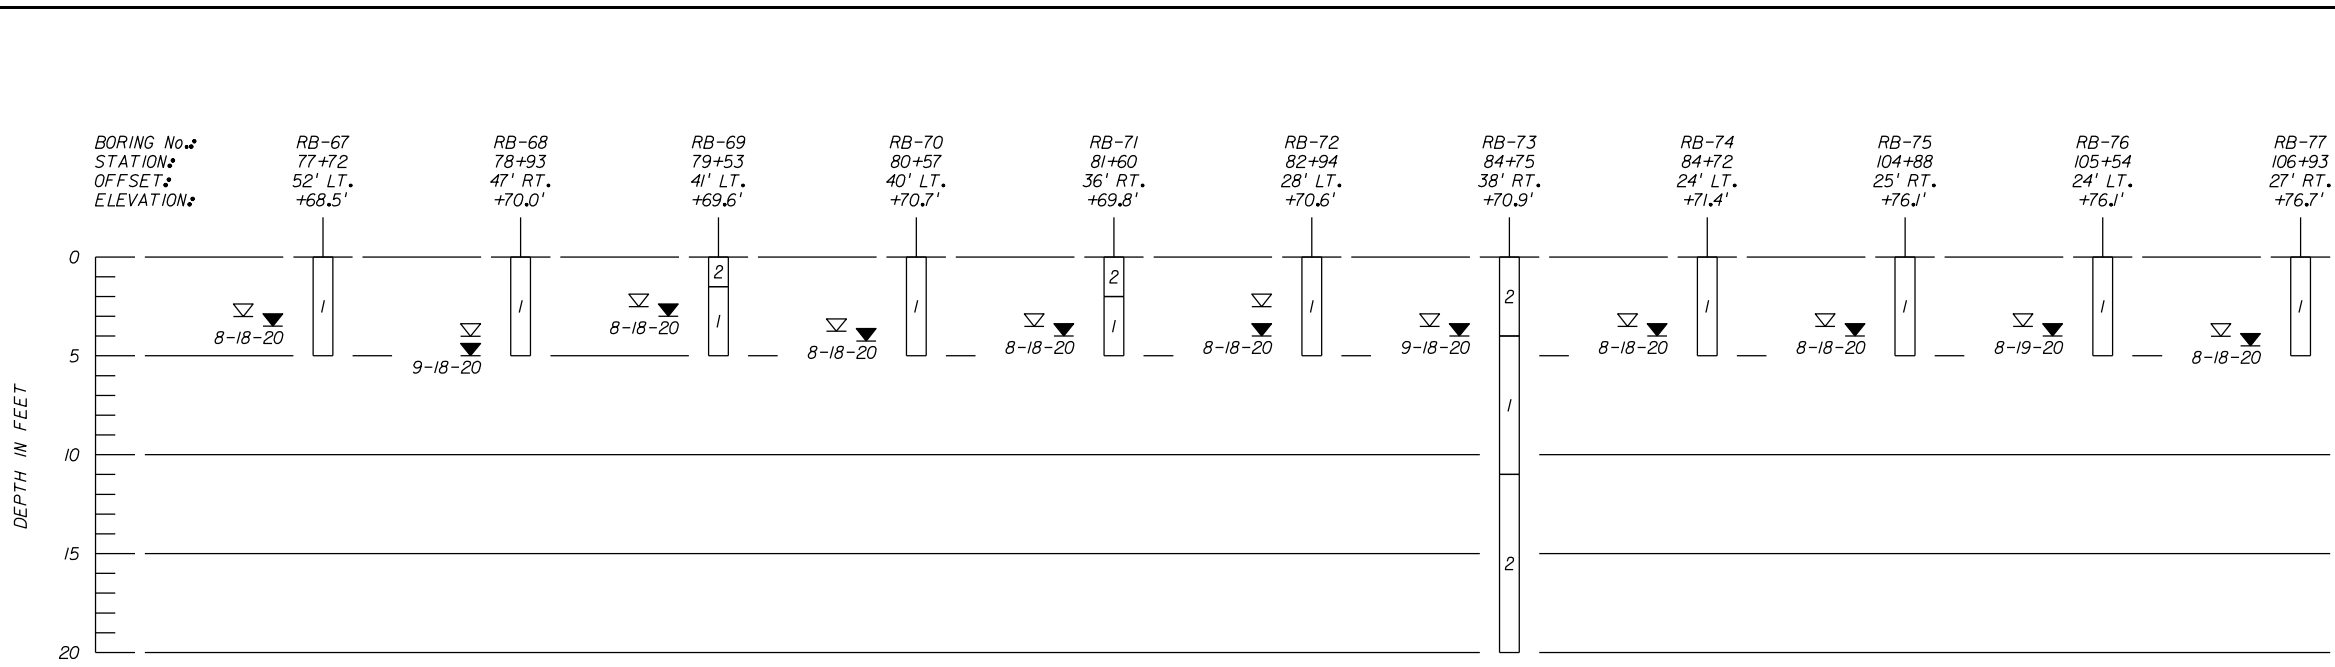 BORING No.: RB-67 RB-68 RB-69 RB-70 RB-71 RB-72 RB-73 RB-74 RB-75 RB-76 RB-77
STATION: 77+72 78+93 79+53 80+57 81+60 82+94 84+75 84+72 104+88 105+54 106+93
OFFSET: 52' LT. 47' RT. 41' LT. 40' LT. 36' RT. 28' LT. 38' RT. 24' LT. 25' RT. 24' LT. 27' RT.
ELEVATION: +68.5' +70.0' +69.6' +70.7' +69.8' +70.6' +70.9' +71.4' +76.1' +76.1' +76.7'
0
2 2
2
1 1 1 1 1 1 1 1
1 1
8-18-20 8-18-20 8-18-20 8-18-20 8-18-20 9-18-20 8-18-20 8-18-20 8-19-20 8-18-20
5
9-18-20
1
10
15
2
20
DEPTH IN FEET